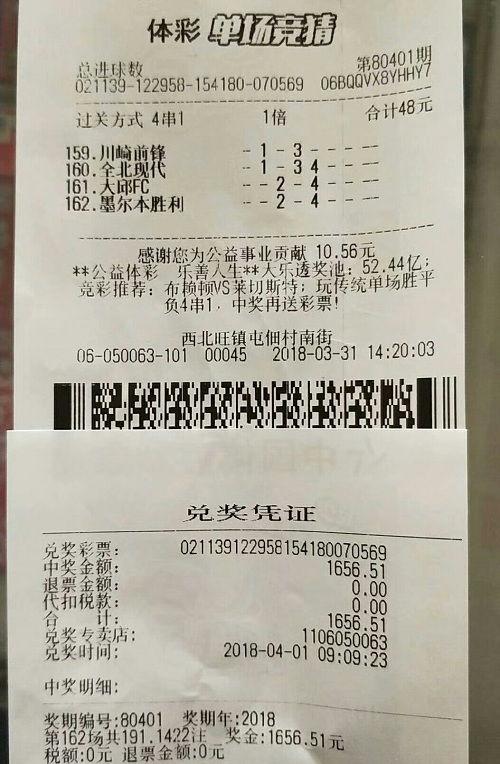 体彩 单场竞猜
总进球数 第80401期
021139-122958-154180-070569 06BQQVX8YHHY7
过关方式 4串1 1倍 合计48元
159.川崎前锋 - 1 - 3 - - - -
160.全北现代 - 1 - 3 4 - - -
161.大邱FC - - 2 - 4 - - -
162.墨尔本胜利 - - 2 - 4 - - -
感谢您为公益事业贡献 10.56元
**公益体彩 乐善人生**大乐透奖池:52.44亿;
竞彩推荐:布赖顿VS莱切斯特;玩传统单场胜平
负4串1,中奖再送彩票!
西北旺镇屯佃村南街
06-050063-101 00045 2018-03-31 14:20:03
兑奖凭证
兑奖彩票: 021139122958154180070569
中奖金额: 1656.51
退票金额: 0.00
代扣税款: 0.00
合 计: 1656.51
兑奖专卖店: 1106050063
兑奖时间: 2018-04-01 09:09:23
中奖明细:
奖期编号:80401 奖期年:2018
第162场共191.1422注 奖金:1656.51元
税额:0元 退票金额:0元